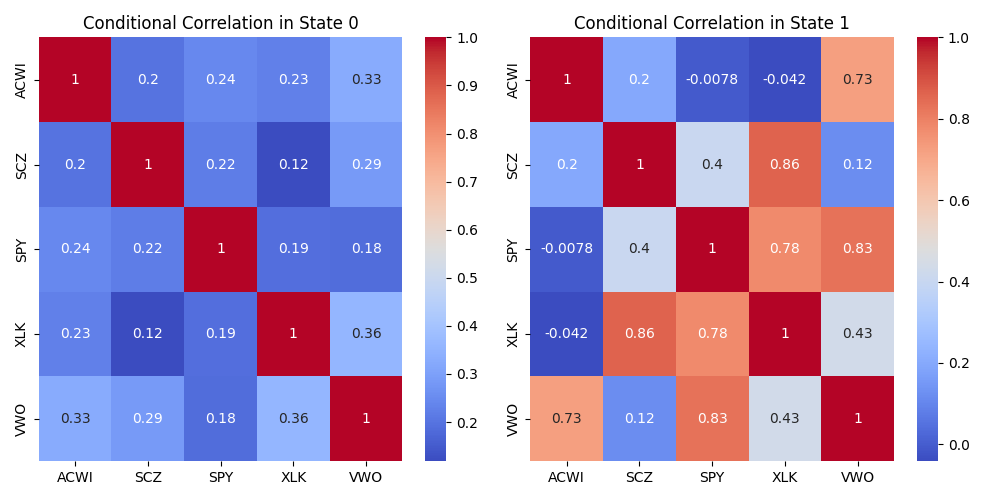 Conditional Correlation in State 0
ACWI 1 0.2 0.24 0.23 0.33
SCZ 0.2 1 0.22 0.12 0.29
SPY 0.24 0.22 1 0.19 0.18
XLK 0.23 0.12 0.19 1 0.36
VWO 0.33 0.29 0.18 0.36 1
ACWI SCZ SPY XLK VWO
1.0
0.9
0.8
0.7
0.6
0.5
0.4
0.3
0.2
Conditional Correlation in State 1
ACWI 1 0.2 -0.0078 -0.042 0.73
SCZ 0.2 1 0.4 0.86 0.12
SPY -0.0078 0.4 1 0.78 0.83
XLK -0.042 0.86 0.78 1 0.43
VWO 0.73 0.12 0.83 0.43 1
ACWI SCZ SPY XLK VWO
1.0
0.8
0.6
0.4
0.2
0.0